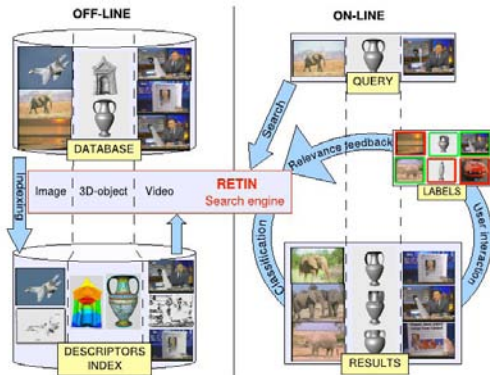 OFF-LINE
ON-LINE
DATABASE
QUERY
Search
Relevance feedback
LABELS
Indexing
Image
3D-object
Video
RETIN
Search engine
Classification
User interaction
DESCRIPTORS
INDEX
RESULTS